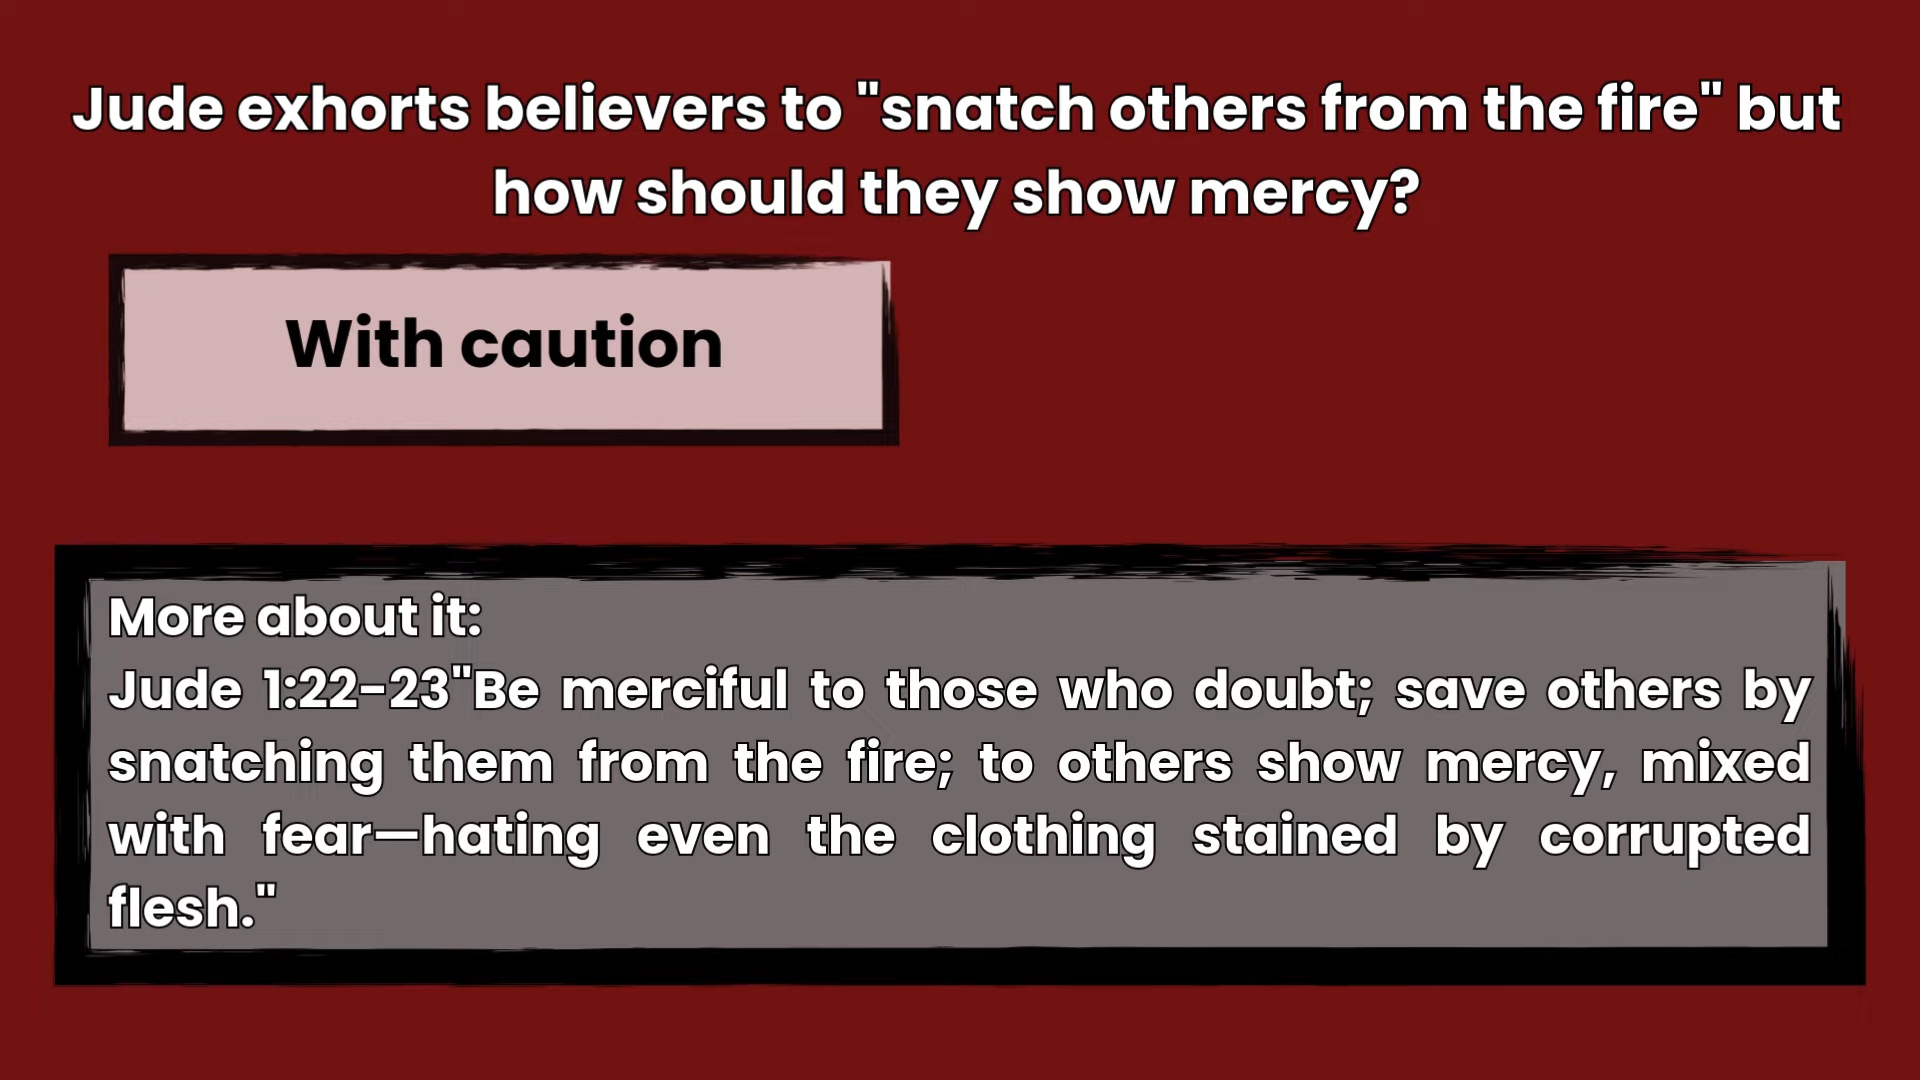 Jude exhorts believers to "snatch others from the fire" but
how should they show mercy?
With caution
More about it:
Jude 1:22-23"Be merciful to those who doubt; save others by
snatching them from the fire; to others show mercy, mixed
with fear—hating even the clothing stained by corrupted
flesh."